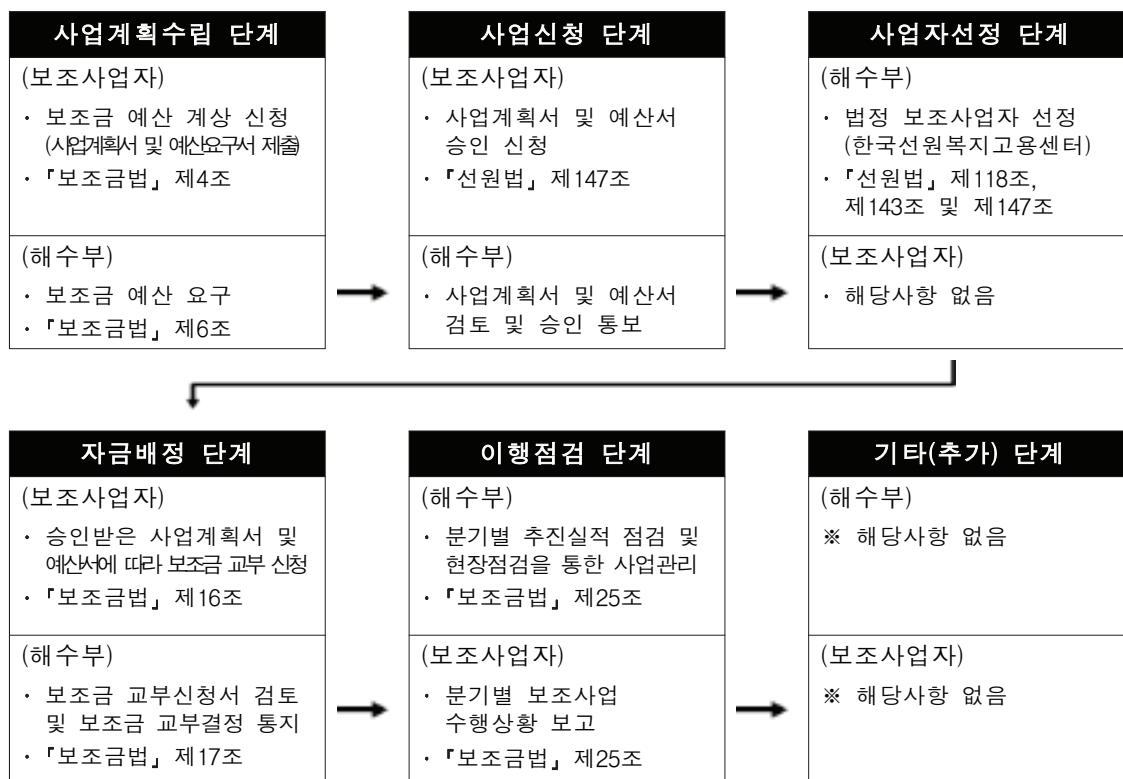 사업계획수립 단계
(보조사업자)
· 보조금 예산 계상 신청
(사업계획서 및 예산요구서 제출)
· 『보조금법』 제4조
(해수부)
· 보조금 예산 요구
· 『보조금법』 제6조
사업신청 단계
(보조사업자)
· 사업계획서 및 예산서
승인 신청
· 『선원법』 제147조
(해수부)
· 사업계획서 및 예산서
검토 및 승인 통보
사업자선정 단계
(해수부)
· 법정 보조사업자 선정
(한국선원복지고용센터)
· 『선원법』 제118조,
제143조 및 제147조
(보조사업자)
· 해당사항 없음
자금배정 단계
(보조사업자)
· 승인받은 사업계획서 및
예산서에 따라 보조금 교부 신청
· 『보조금법』 제16조
(해수부)
· 보조금 교부신청서 검토
및 보조금 교부결정 통지
· 『보조금법』 제17조
이행점검 단계
(해수부)
· 분기별 추진실적 점검 및
현장점검을 통한 사업관리
· 『보조금법』 제25조
(보조사업자)
· 분기별 보조사업
수행상황 보고
· 『보조금법』 제25조
기타(추가) 단계
(해수부)
※ 해당사항 없음
(보조사업자)
※ 해당사항 없음